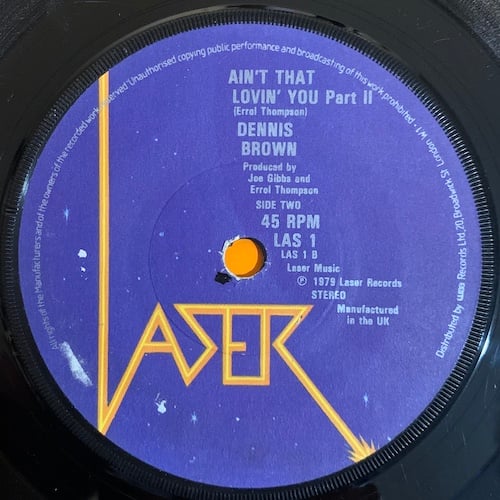 All rights of the Manufacturers and of the owners of the recorded work reserved 'Unauthorised copying public performance and broadcasting of this work prohibited -
Distributed by WEA Records Ltd, 20, Broadwick St, London W1
AIN'T THAT
LOVIN' YOU Part II
(Errol Thompson)
DENNIS
BROWN
Produced by
Joe Gibbs and
Errol Thompson
SIDE TWO
45 RPM
LAS 1
LAS 1 B
Laser Music
℗ 1979 Laser Records
STEREO
Manufactured
in the UK
LASER